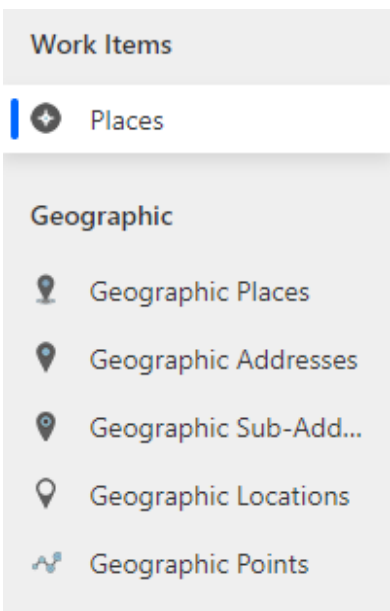 Work Items
Places
Geographic
Geographic Places
Geographic Addresses
Geographic Sub-Add...
Geographic Locations
Geographic Points